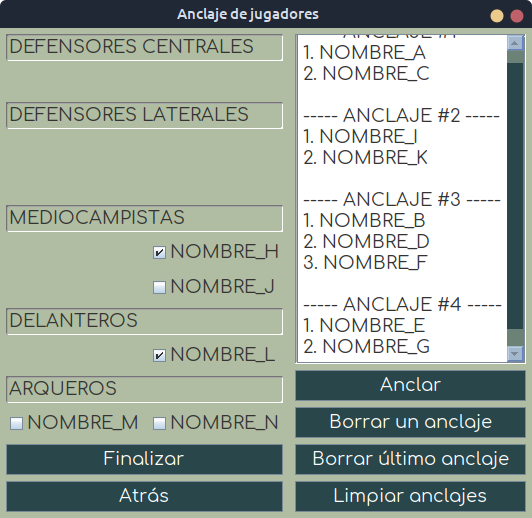 Anclaje de jugadores
DEFENSORES CENTRALES
DEFENSORES LATERALES
MEDIOCAMPISTAS
NOMBRE_H
NOMBRE_J
DELANTEROS
NOMBRE_L
ARQUEROS
NOMBRE_M NOMBRE_N
Finalizar
Atrás
----- ANCLAJE #1 -----
1. NOMBRE_A
2. NOMBRE_C
----- ANCLAJE #2 -----
1. NOMBRE_I
2. NOMBRE_K
----- ANCLAJE #3 -----
1. NOMBRE_B
2. NOMBRE_D
3. NOMBRE_F
----- ANCLAJE #4 -----
1. NOMBRE_E
2. NOMBRE_G
Anclar
Borrar un anclaje
Borrar último anclaje
Limpiar anclajes